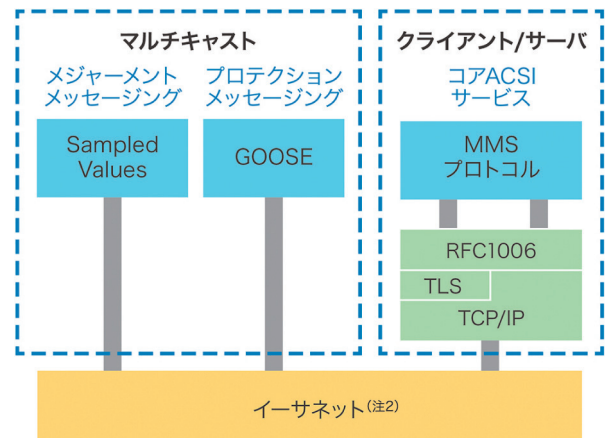 マルチキャスト
メジャーメント
メッセージング
プロテクション
メッセージング
Sampled
Values
GOOSE
クライアント/サーバ
コアACSI
サービス
MMS
プロトコル
RFC1006
TLS
TCP/IP
イーサネット(注2)